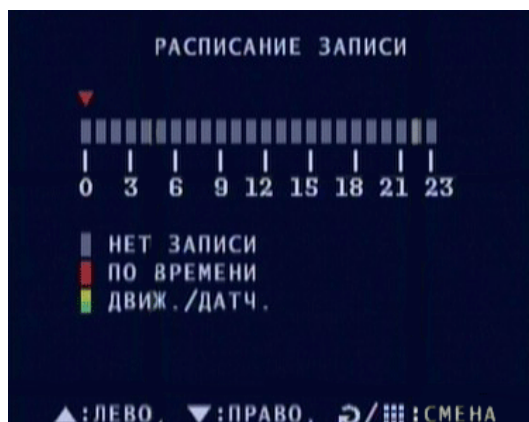 РАСПИСАНИЕ ЗАПИСИ
0 3 6 9 12 15 18 21 23
НЕТ ЗАПИСИ
ПО ВРЕМЕНИ
ДВИЖ./ДАТЧ.
▲:ЛЕВО. ▼:ПРАВО. /:СМЕНА